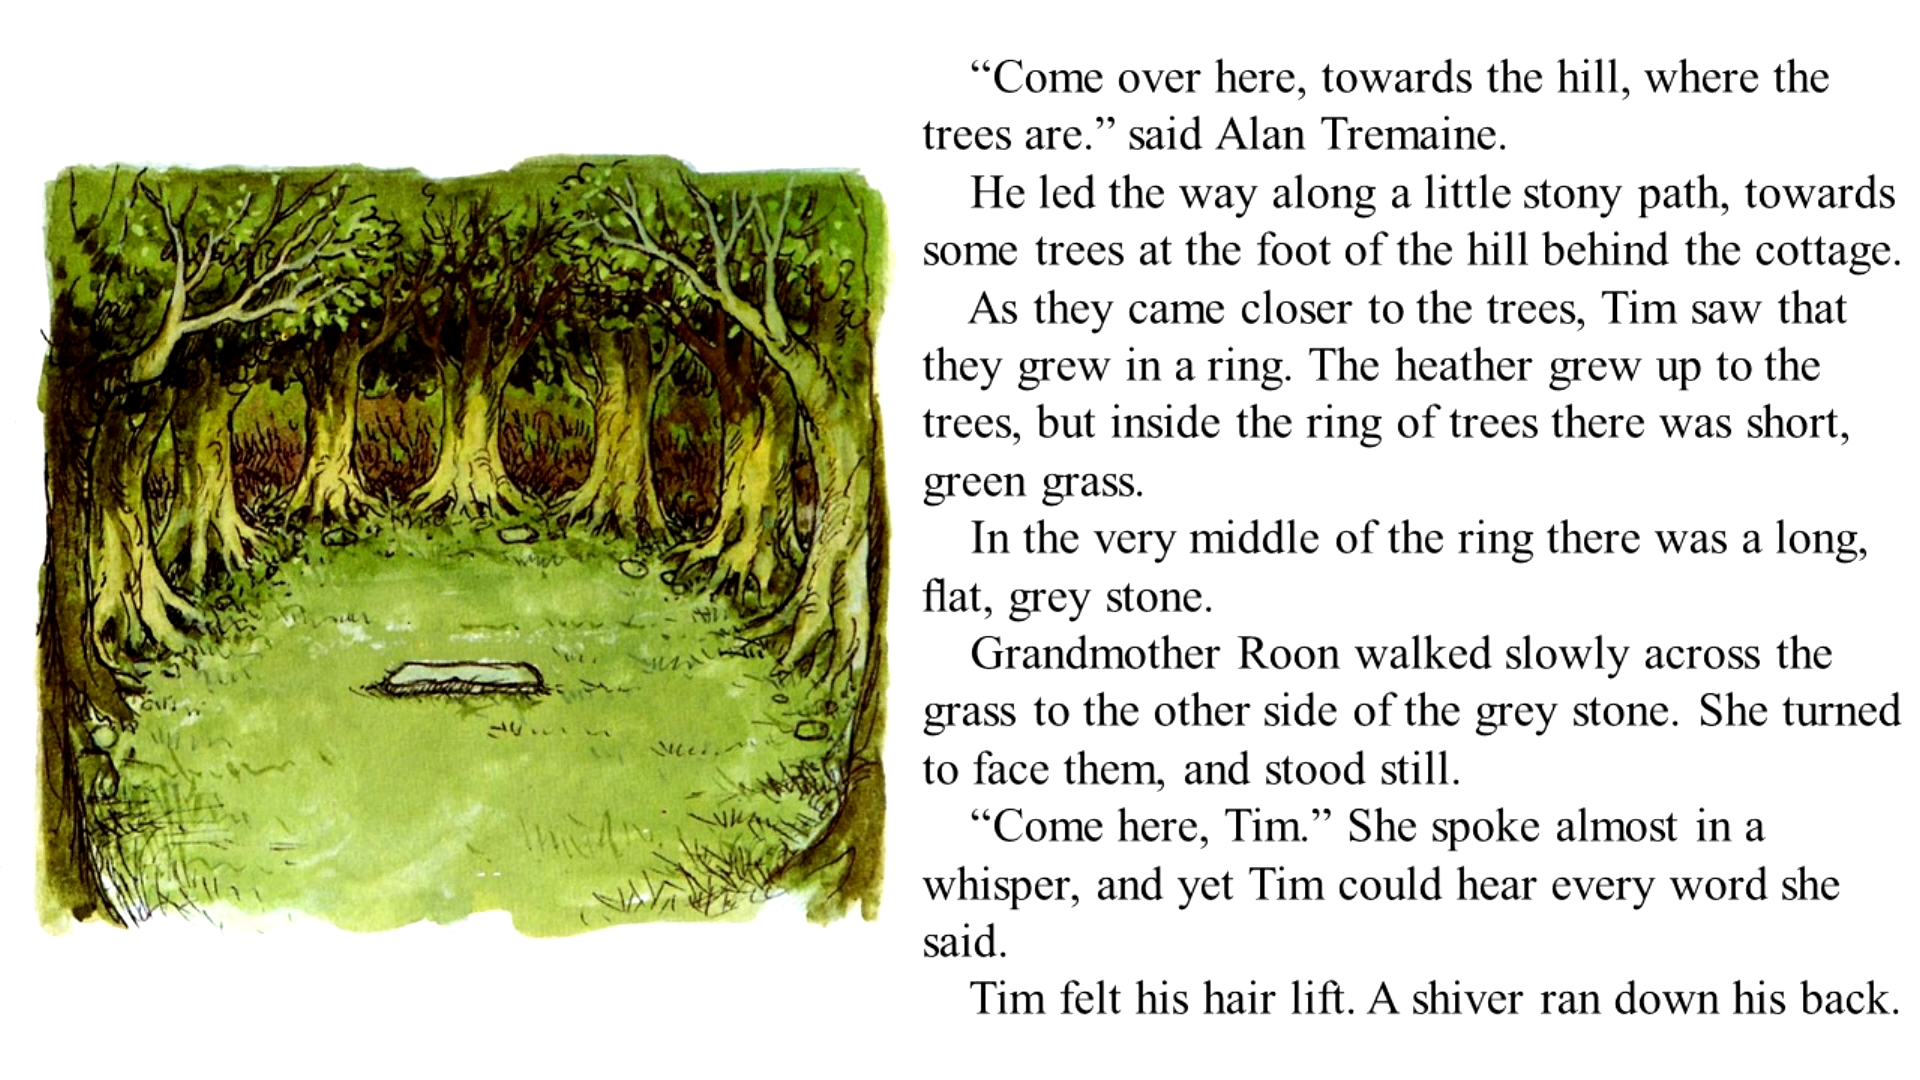 “Come over here, towards the hill, where the
trees are.” said Alan Tremaine.
He led the way along a little stony path, towards
some trees at the foot of the hill behind the cottage.
As they came closer to the trees, Tim saw that
they grew in a ring. The heather grew up to the
trees, but inside the ring of trees there was short,
green grass.
In the very middle of the ring there was a long,
flat, grey stone.
Grandmother Roon walked slowly across the
grass to the other side of the grey stone. She turned
to face them, and stood still.
“Come here, Tim.” She spoke almost in a
whisper, and yet Tim could hear every word she
said.
Tim felt his hair lift. A shiver ran down his back.